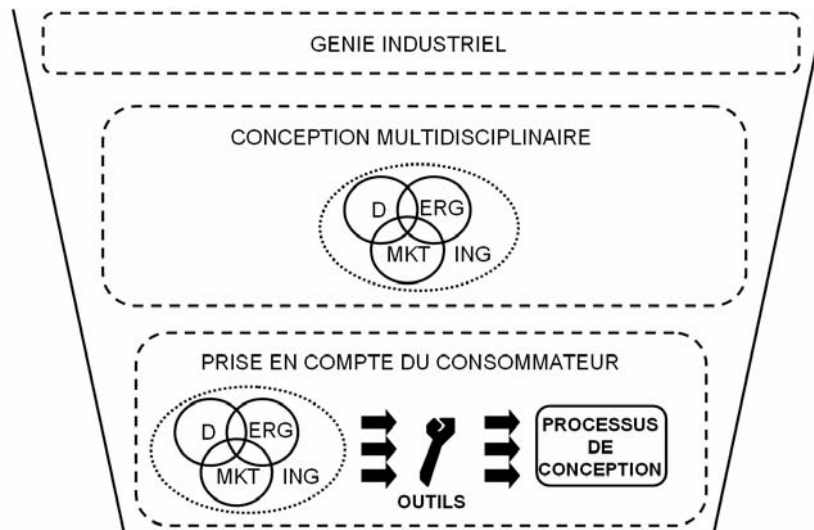 GENIE INDUSTRIEL
CONCEPTION MULTIDISCIPLINAIRE
D ERG
MKT ING
PRISE EN COMPTE DU CONSOMMATEUR
D ERG
MKT ING
OUTILS
PROCESSUS
DE
CONCEPTION